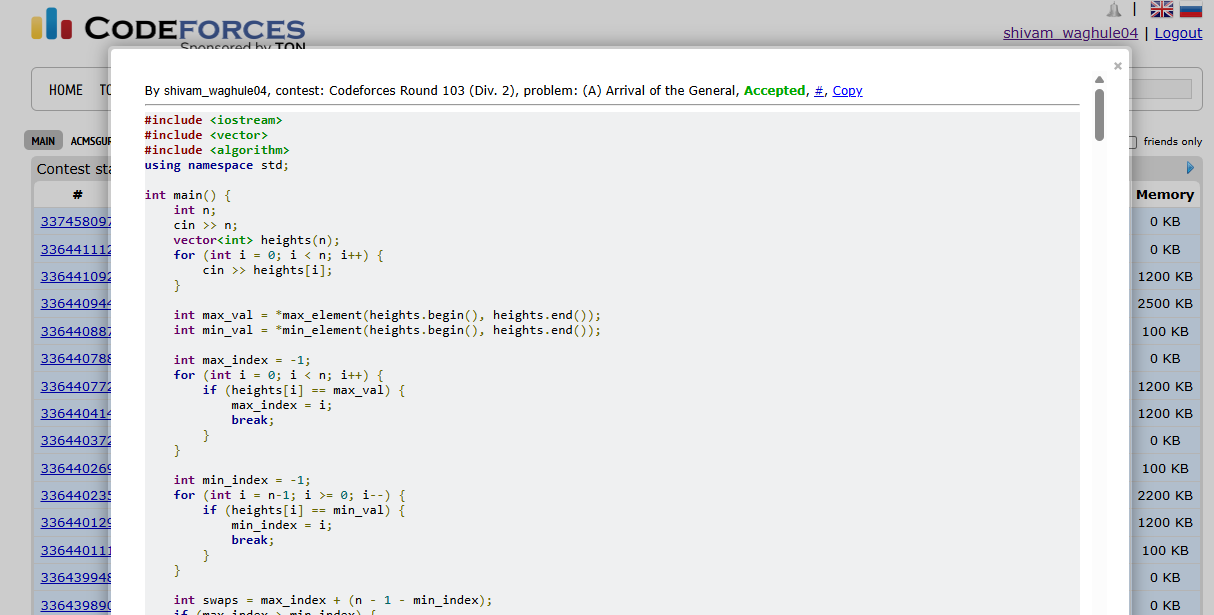 CODEFORCES
Sponsored by TON
shivam_waghule04 | Logout
HOME
MAIN
friends only
Contest
#
Memory
337458097
0 KB
336441112
0 KB
336441092
1200 KB
336440944
2500 KB
336440887
100 KB
336440788
0 KB
336440772
1200 KB
336440414
1200 KB
336440372
0 KB
336440269
100 KB
336440235
2200 KB
336440129
1200 KB
336440111
100 KB
336439948
0 KB
336439890
0 KB
×
By shivam_waghule04, contest: Codeforces Round 103 (Div. 2), problem: (A) Arrival of the General, Accepted, #, Copy
#include <iostream>
#include <vector>
#include <algorithm>
using namespace std;
int main() {
    int n;
    cin >> n;
    vector<int> heights(n);
    for (int i = 0; i < n; i++) {
        cin >> heights[i];
    }
    int max_val = *max_element(heights.begin(), heights.end());
    int min_val = *min_element(heights.begin(), heights.end());
    int max_index = -1;
    for (int i = 0; i < n; i++) {
        if (heights[i] == max_val) {
            max_index = i;
            break;
        }
    }
    int min_index = -1;
    for (int i = n-1; i >= 0; i--) {
        if (heights[i] == min_val) {
            min_index = i;
            break;
        }
    }
    int swaps = max_index + (n - 1 - min_index);
    if (max_index > min_index) {